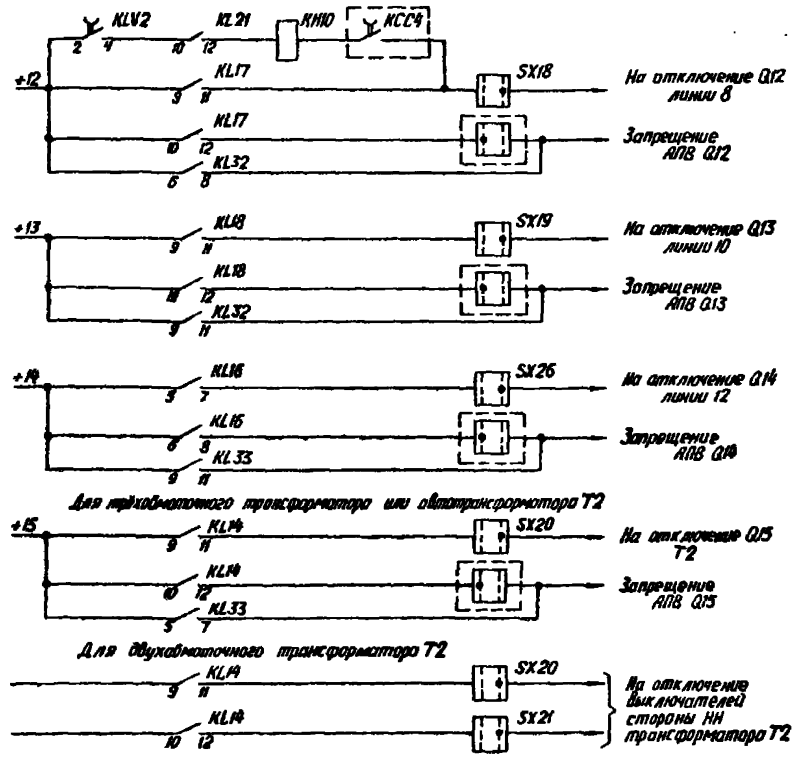 KLV2 KL21 KH10 KCC4
2 4 10 12
+12 KL17 SX18 На отключение Q12
9 11 линии 8
KL17 Запрещение
10 12 АПВ Q12
KL32
6 8
+13 KL18 SX19 На отключение Q13
9 11 линии 10
KL18 Запрещение
12 АПВ Q13
KL32
9 11
+14 KL16 SX26 На отключение Q14
5 7 линии 12
KL16 Запрещение
6 8 АПВ Q14
KL33
9 11
Для трёхобмоточного трансформатора или автотрансформатора Т2
+15 KL14 SX20 На отключение Q15
9 11 Т2
KL14 Запрещение
10 12 АПВ Q15
KL33
5 7
Для двухобмоточного трансформатора Т2
KL14 SX20 На отключение
9 11 выключателей
KL14 SX21 стороны НН
10 12 трансформатора Т2